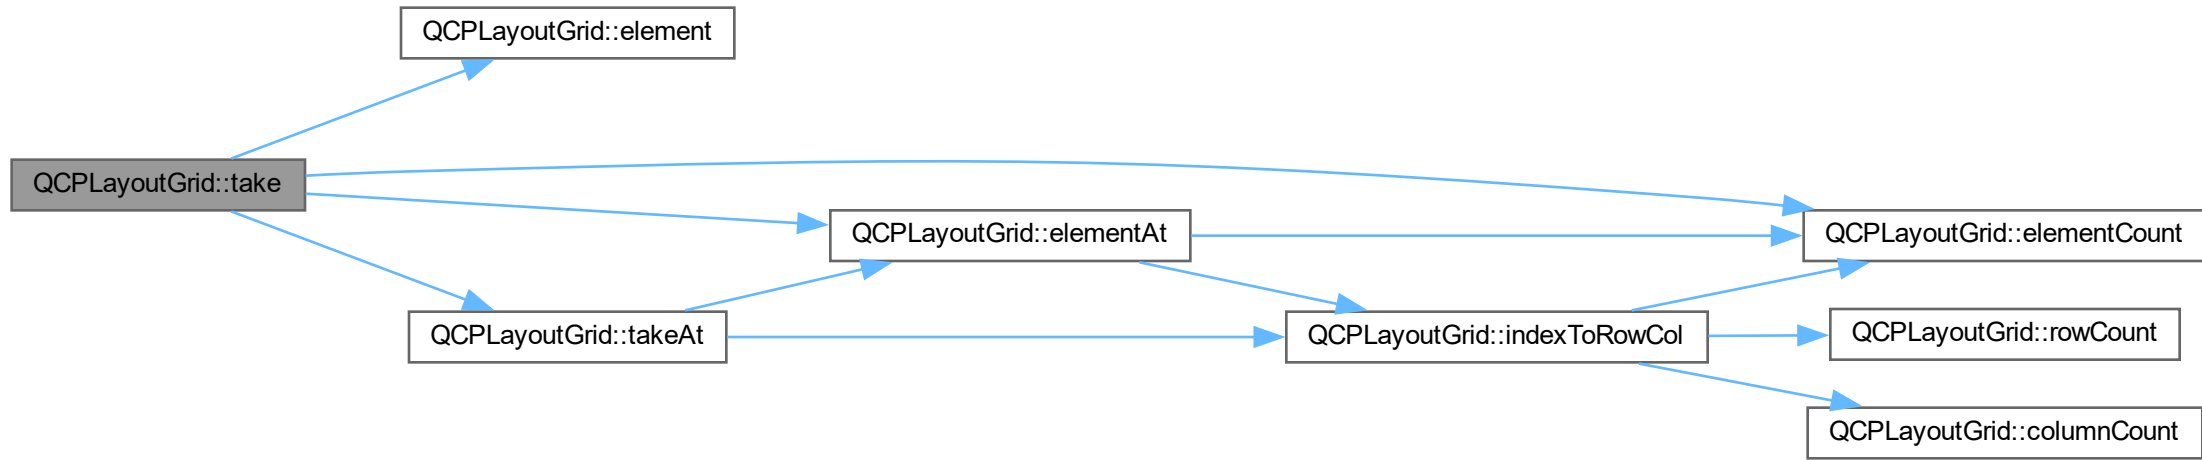 QCPLayoutGrid::element
QCPLayoutGrid::take
QCPLayoutGrid::elementAt
QCPLayoutGrid::elementCount
QCPLayoutGrid::takeAt
QCPLayoutGrid::indexToRowCol
QCPLayoutGrid::rowCount
QCPLayoutGrid::columnCount